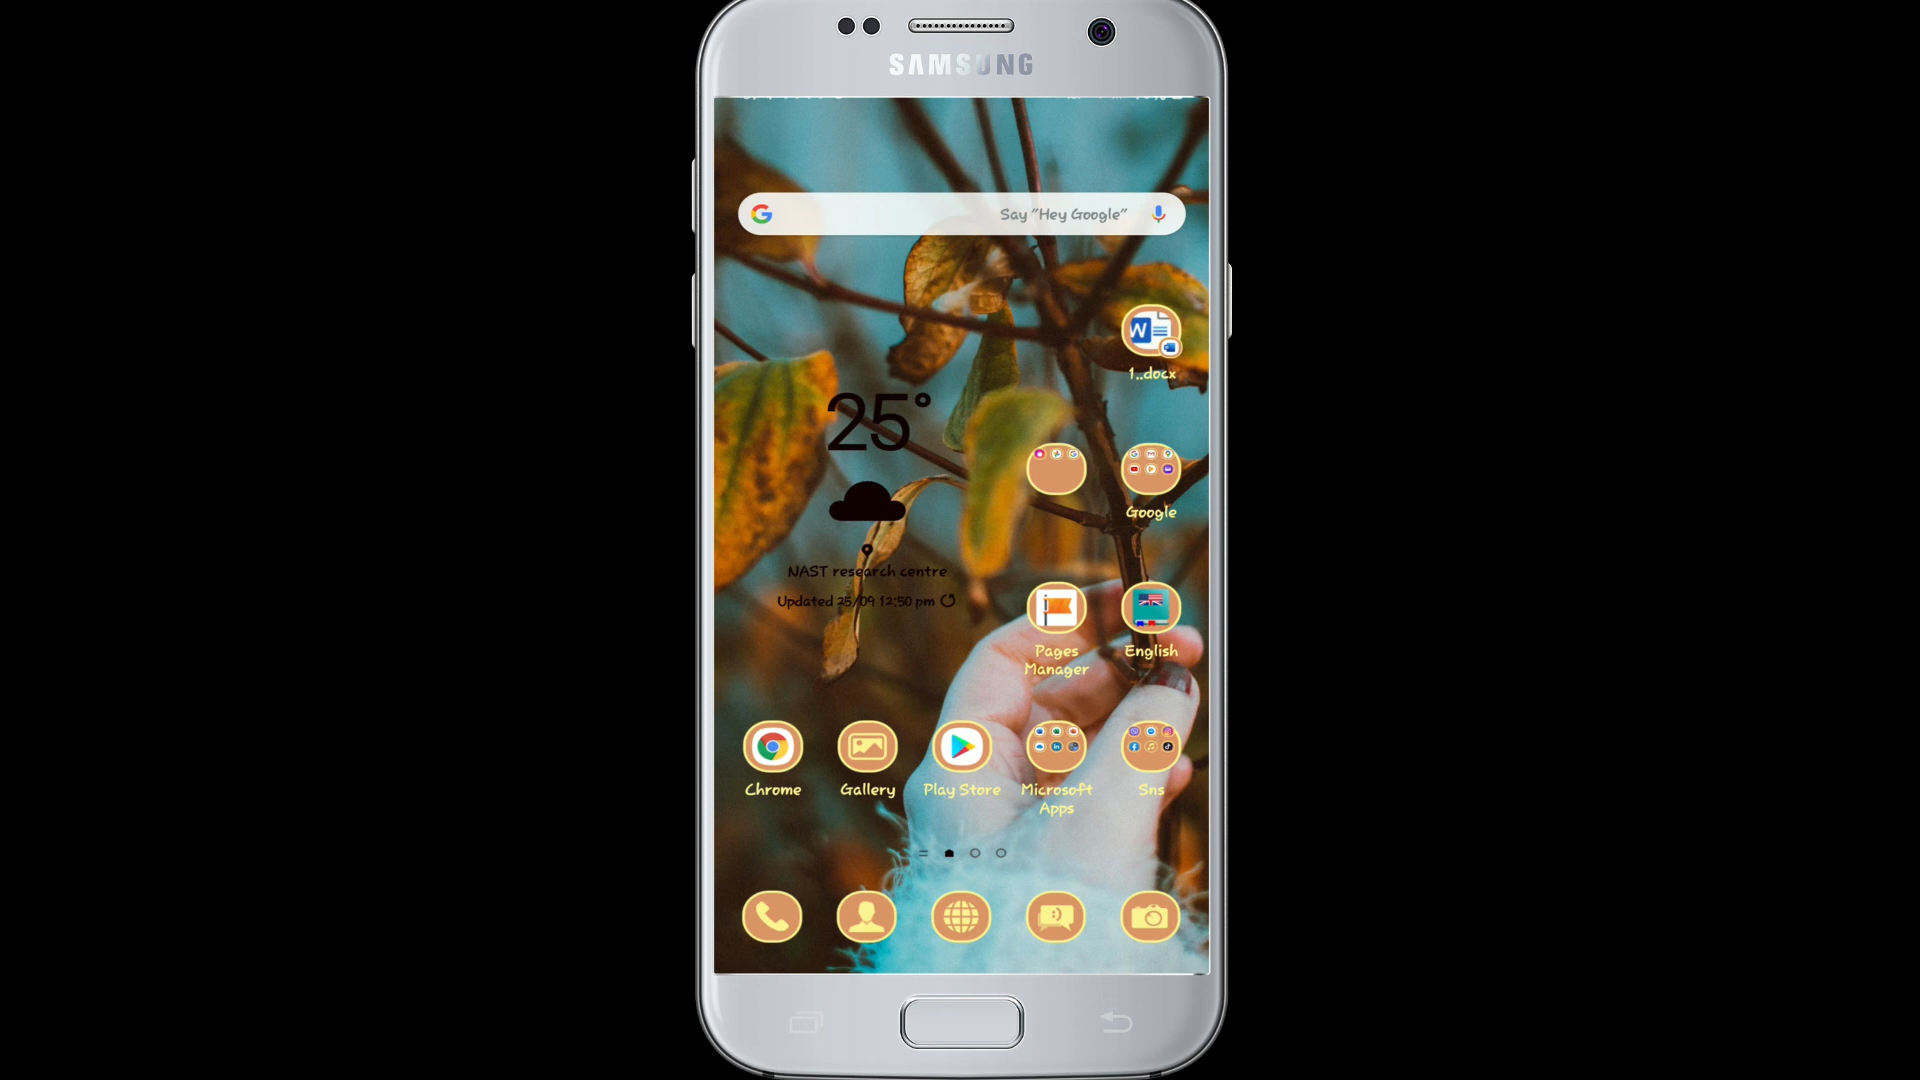 SAMSUNG
Say "Hey Google"
1..docx
25°
Google
NAST research centre
Updated 25/09 12:50 pm
Pages
Manager
English
Chrome
Gallery
Play Store
Microsoft
Apps
Sns